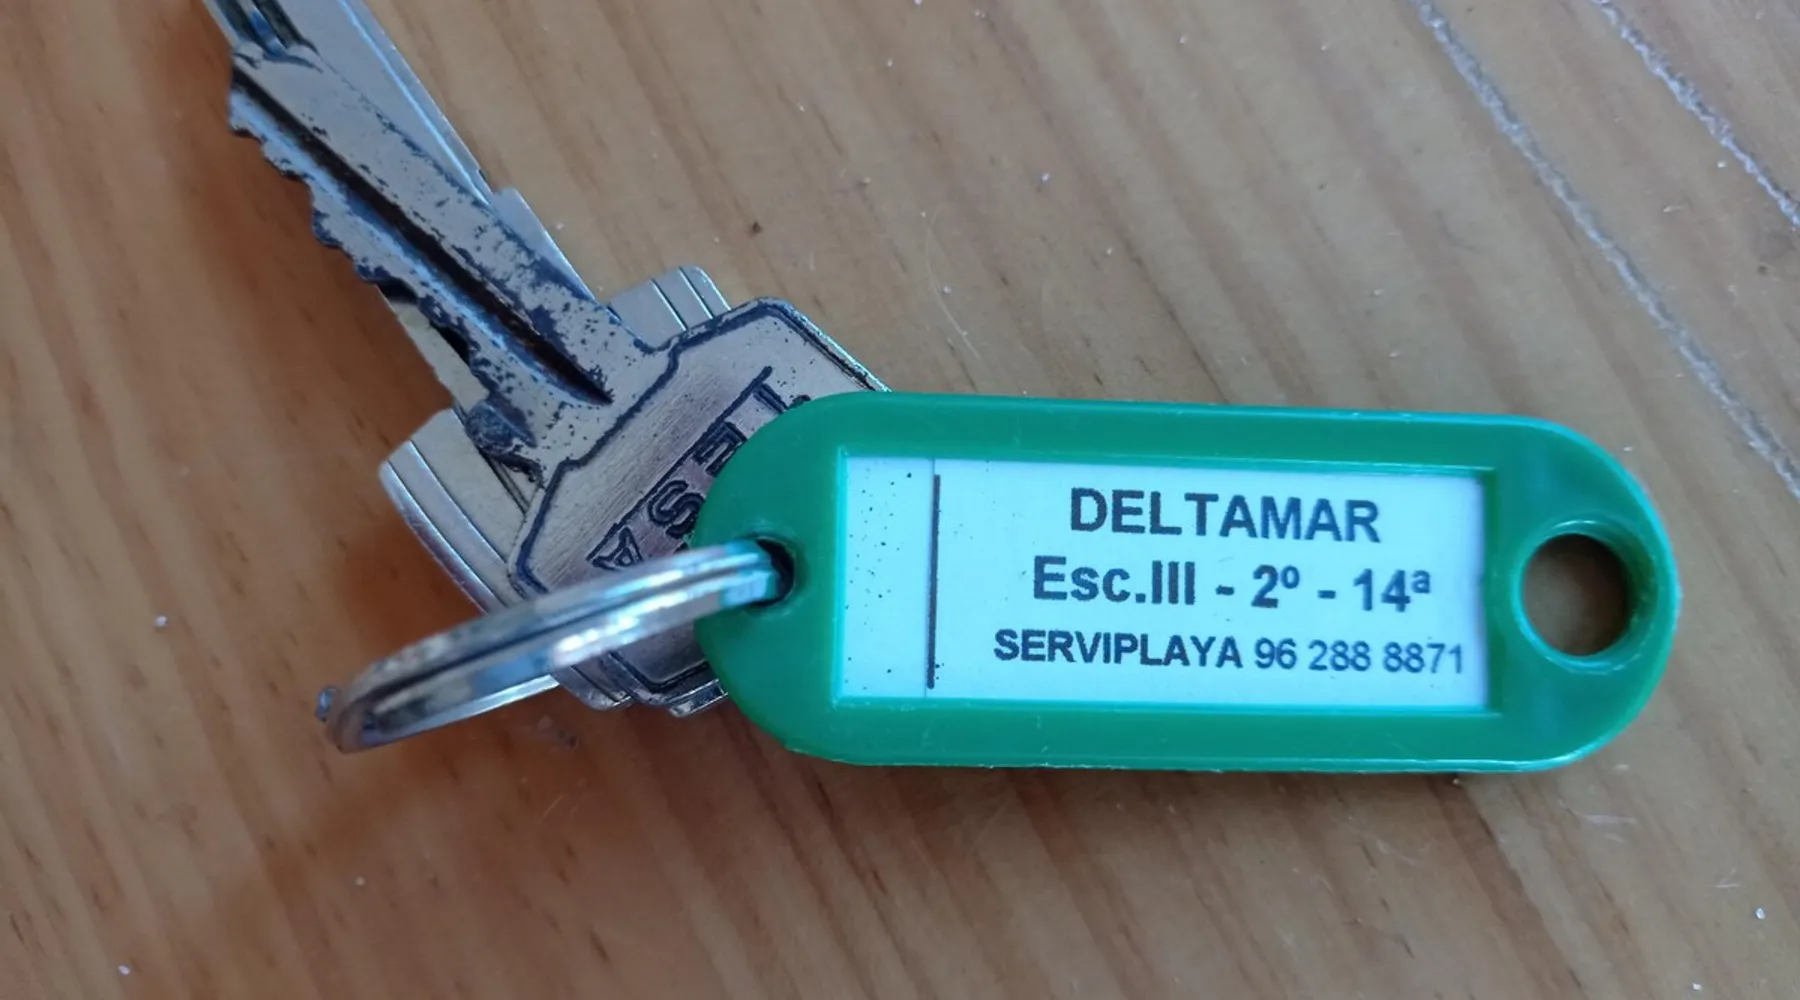 DELTAMAR
Esc.III - 2º - 14ª
SERVIPLAYA 96 288 8871